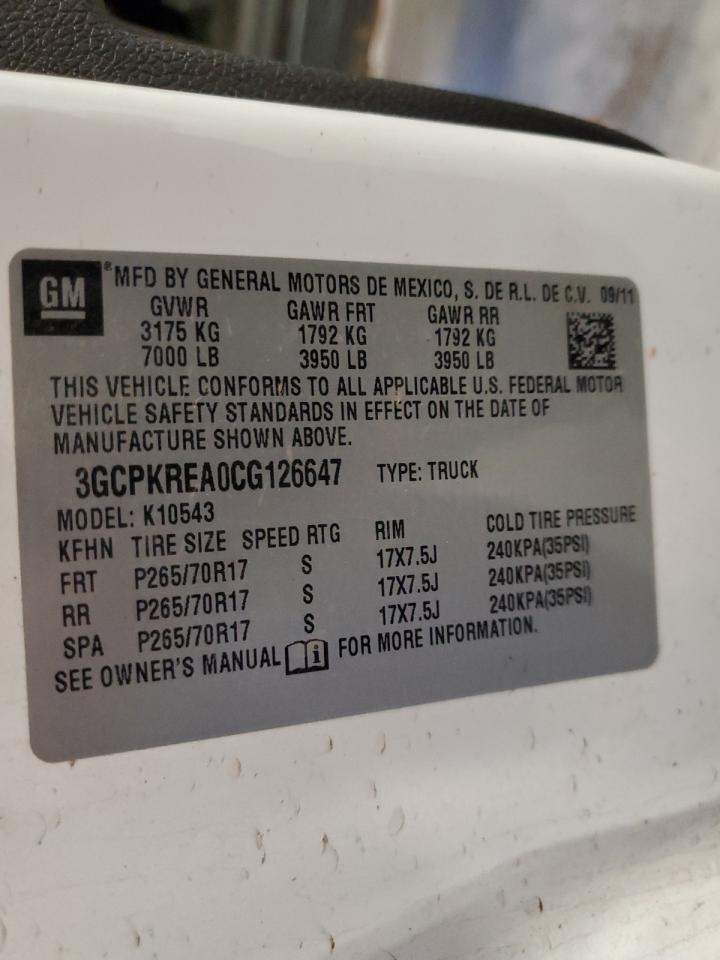 GM ® MFD BY GENERAL MOTORS DE MEXICO, S. DE R.L. DE C.V. 09/11
GVWR GAWR FRT GAWR RR
3175 KG 1792 KG 1792 KG
7000 LB 3950 LB 3950 LB
THIS VEHICLE CONFORMS TO ALL APPLICABLE U.S. FEDERAL MOTOR
VEHICLE SAFETY STANDARDS IN EFFECT ON THE DATE OF
MANUFACTURE SHOWN ABOVE.
3GCPKREA0CG126647 TYPE: TRUCK
MODEL: K10543
KFHN TIRE SIZE SPEED RTG RIM COLD TIRE PRESSURE
FRT P265/70R17 S 17X7.5J 240KPA(35PSI)
RR P265/70R17 S 17X7.5J 240KPA(35PSI)
SPA P265/70R17 S 17X7.5J 240KPA(35PSI)
SEE OWNER'S MANUAL i FOR MORE INFORMATION.